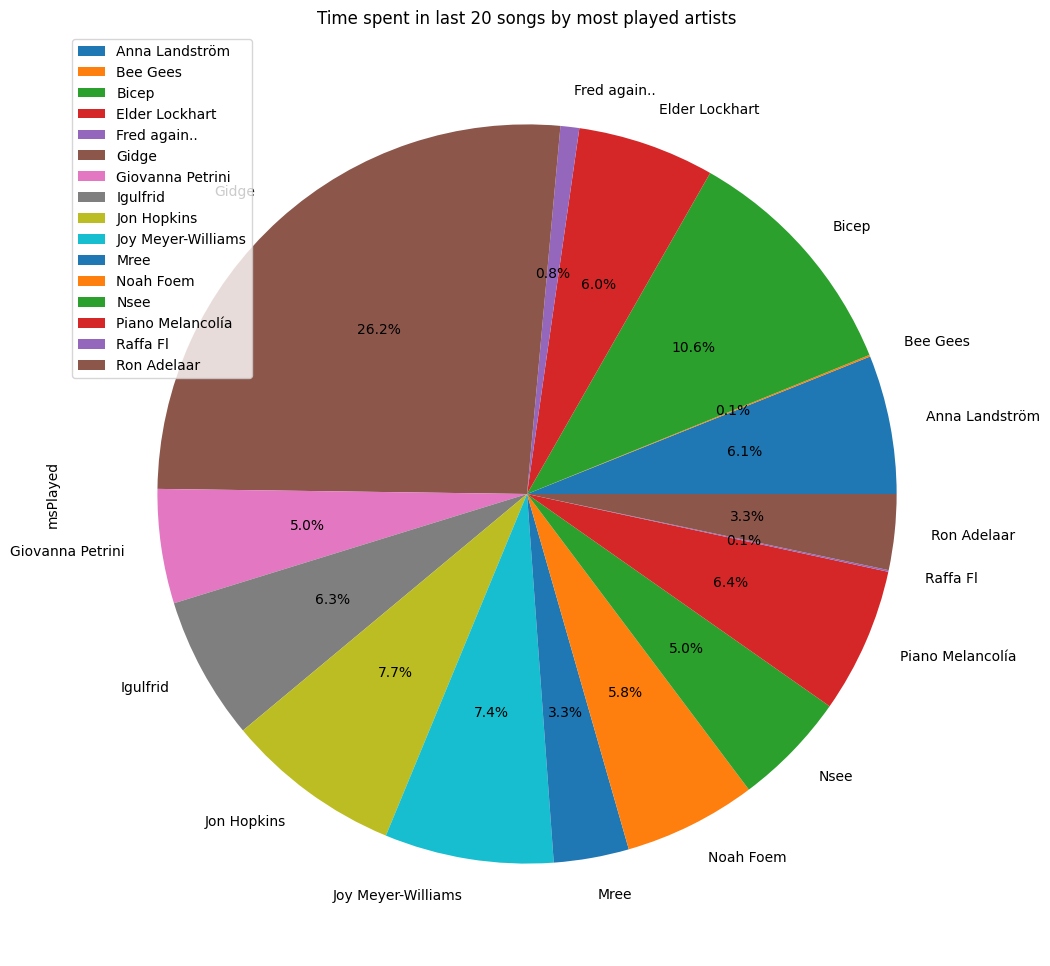 Time spent in last 20 songs by most played artists
Anna Landström
Bee Gees
Bicep
Elder Lockhart
Fred again..
Gidge
Giovanna Petrini
Igulfrid
Jon Hopkins
Joy Meyer-Williams
Mree
Noah Foem
Nsee
Piano Melancolía
Raffa Fl
Ron Adelaar
Fred again..
Elder Lockhart
Gidge
Bicep
Bee Gees
Anna Landström
Ron Adelaar
Raffa Fl
Piano Melancolía
Nsee
Noah Foem
Mree
Joy Meyer-Williams
Jon Hopkins
Igulfrid
Giovanna Petrini
msPlayed
0.8%
6.0%
26.2%
10.6%
0.1%
6.1%
3.3%
0.1%
6.4%
5.0%
5.8%
3.3%
7.4%
7.7%
6.3%
5.0%